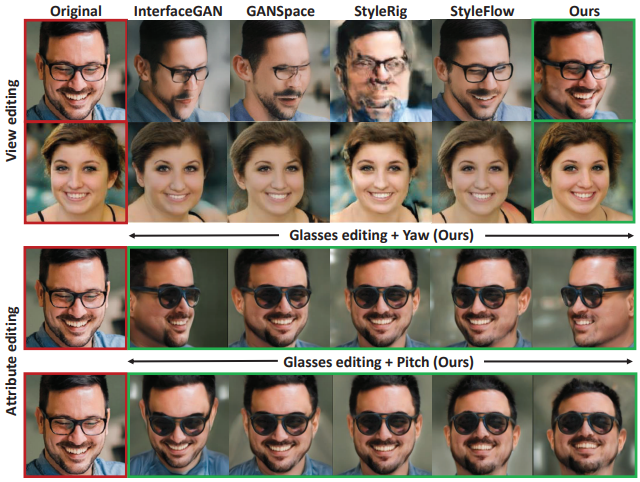 Original InterfaceGAN GANSpace StyleRig StyleFlow Ours
View editing
Glasses editing + Yaw (Ours)
Attribute editing
Glasses editing + Pitch (Ours)